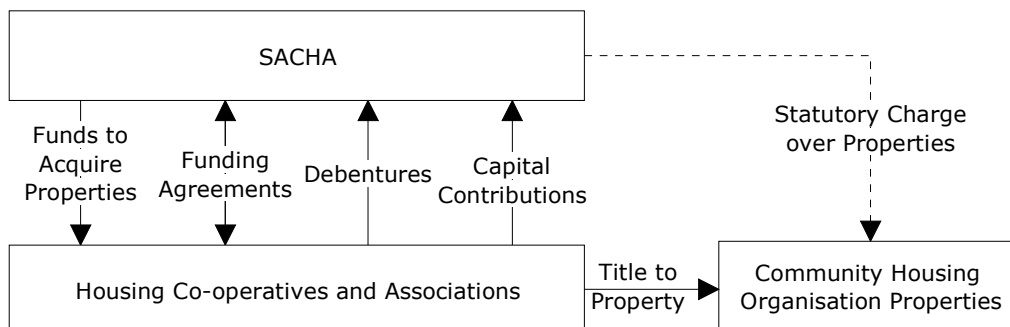 SACHA
Funds to
Acquire
Properties
Funding
Agreements
Debentures
Capital
Contributions
Statutory Charge
over Properties
Housing Co-operatives and Associations
Title to
Property
Community Housing
Organisation Properties